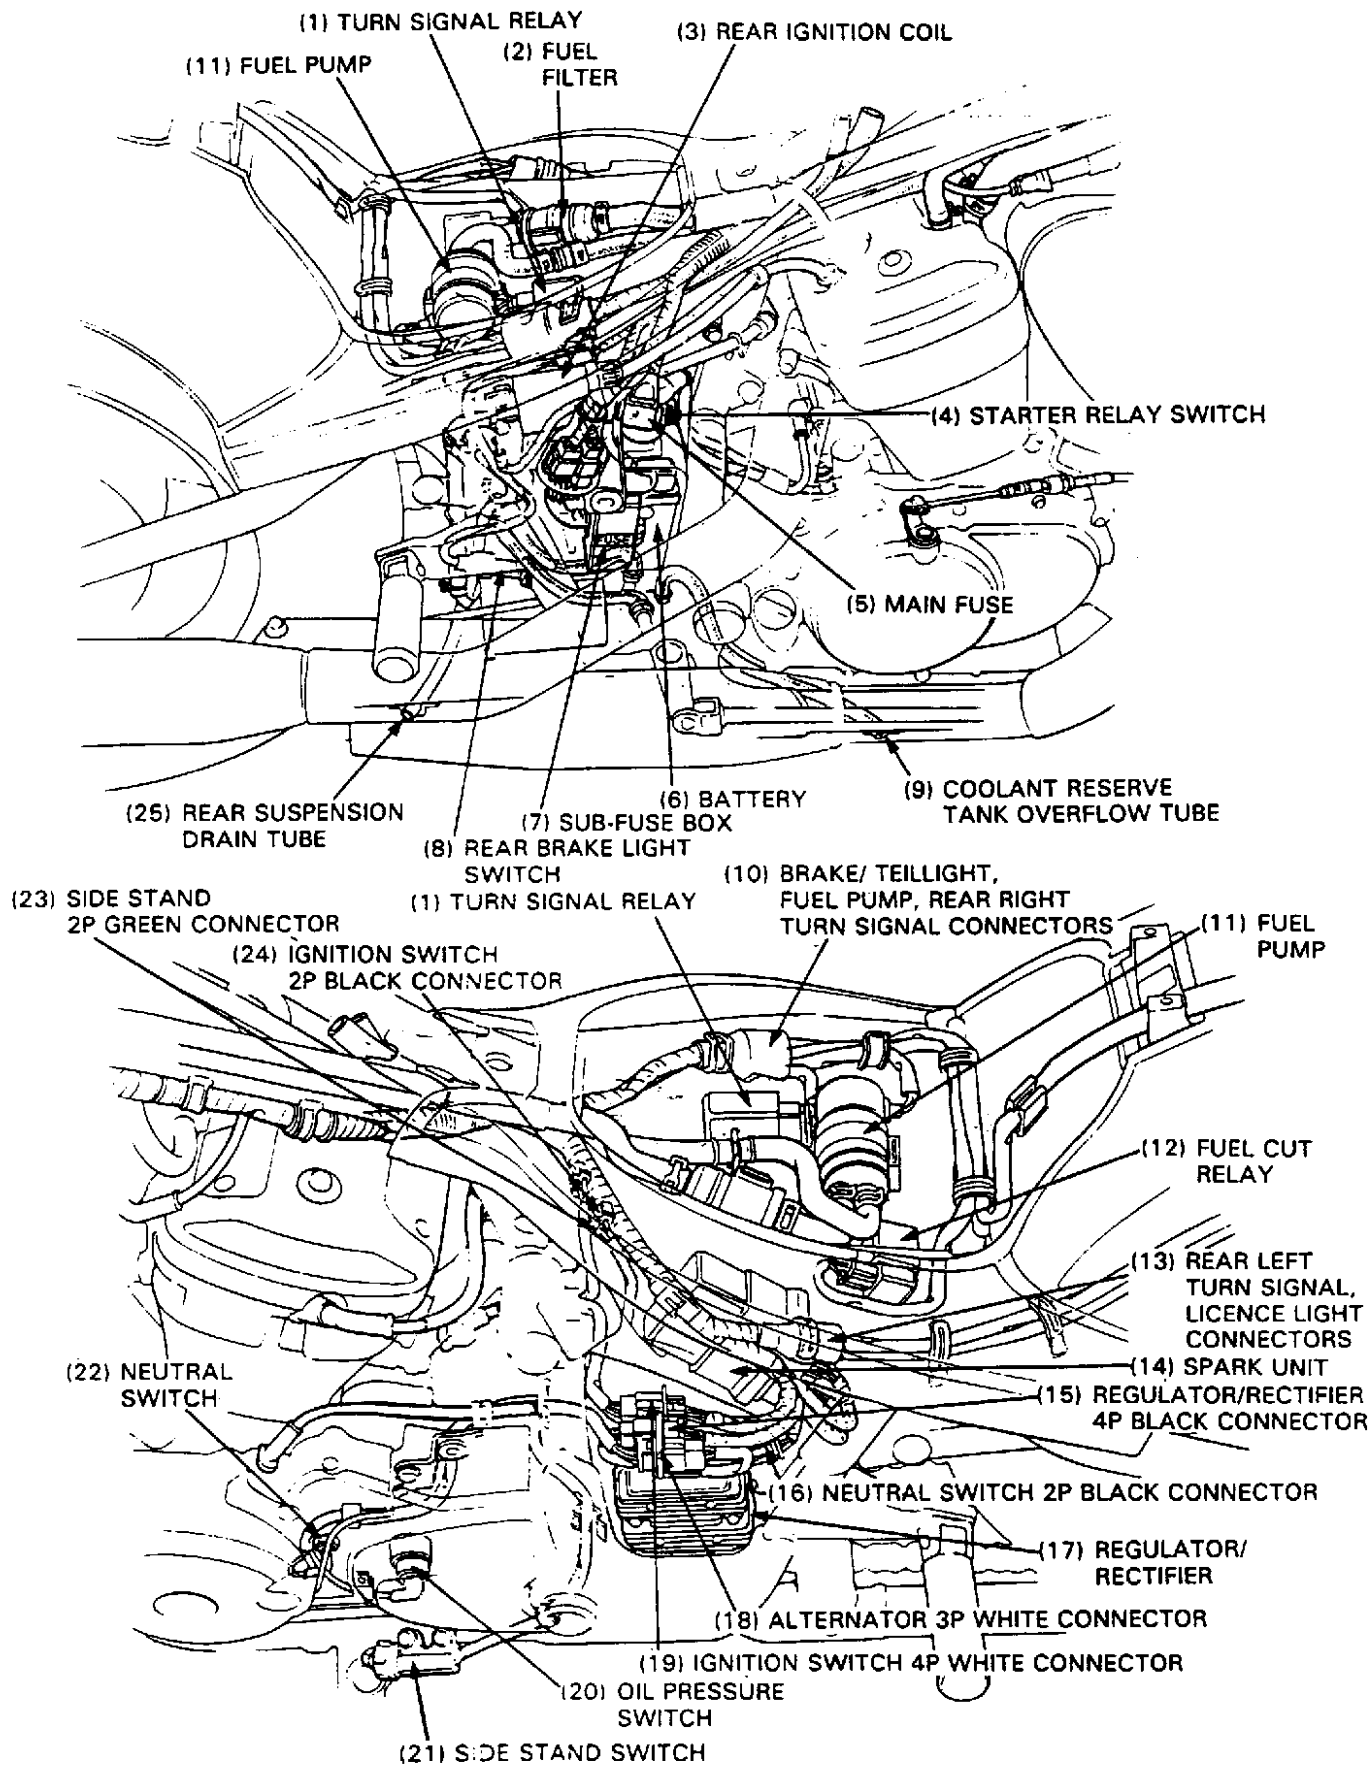 (1) TURN SIGNAL RELAY
(2) FUEL
FILTER
(3) REAR IGNITION COIL
(11) FUEL PUMP
(4) STARTER RELAY SWITCH
FUSE
(5) MAIN FUSE
(6) BATTERY
(9) COOLANT RESERVE
TANK OVERFLOW TUBE
(25) REAR SUSPENSION
DRAIN TUBE
(7) SUB-FUSE BOX
(8) REAR BRAKE LIGHT
SWITCH
(10) BRAKE/ TEILLIGHT,
FUEL PUMP, REAR RIGHT
TURN SIGNAL CONNECTORS
(23) SIDE STAND
2P GREEN CONNECTOR
(1) TURN SIGNAL RELAY
(11) FUEL
PUMP
(24) IGNITION SWITCH
2P BLACK CONNECTOR
(12) FUEL CUT
RELAY
(13) REAR LEFT
TURN SIGNAL,
LICENCE LIGHT
CONNECTORS
(22) NEUTRAL
SWITCH
(14) SPARK UNIT
(15) REGULATOR/RECTIFIER
4P BLACK CONNECTOR
(16) NEUTRAL SWITCH 2P BLACK CONNECTOR
(17) REGULATOR/
RECTIFIER
(18) ALTERNATOR 3P WHITE CONNECTOR
(19) IGNITION SWITCH 4P WHITE CONNECTOR
(20) OIL PRESSURE
SWITCH
(21) SIDE STAND SWITCH